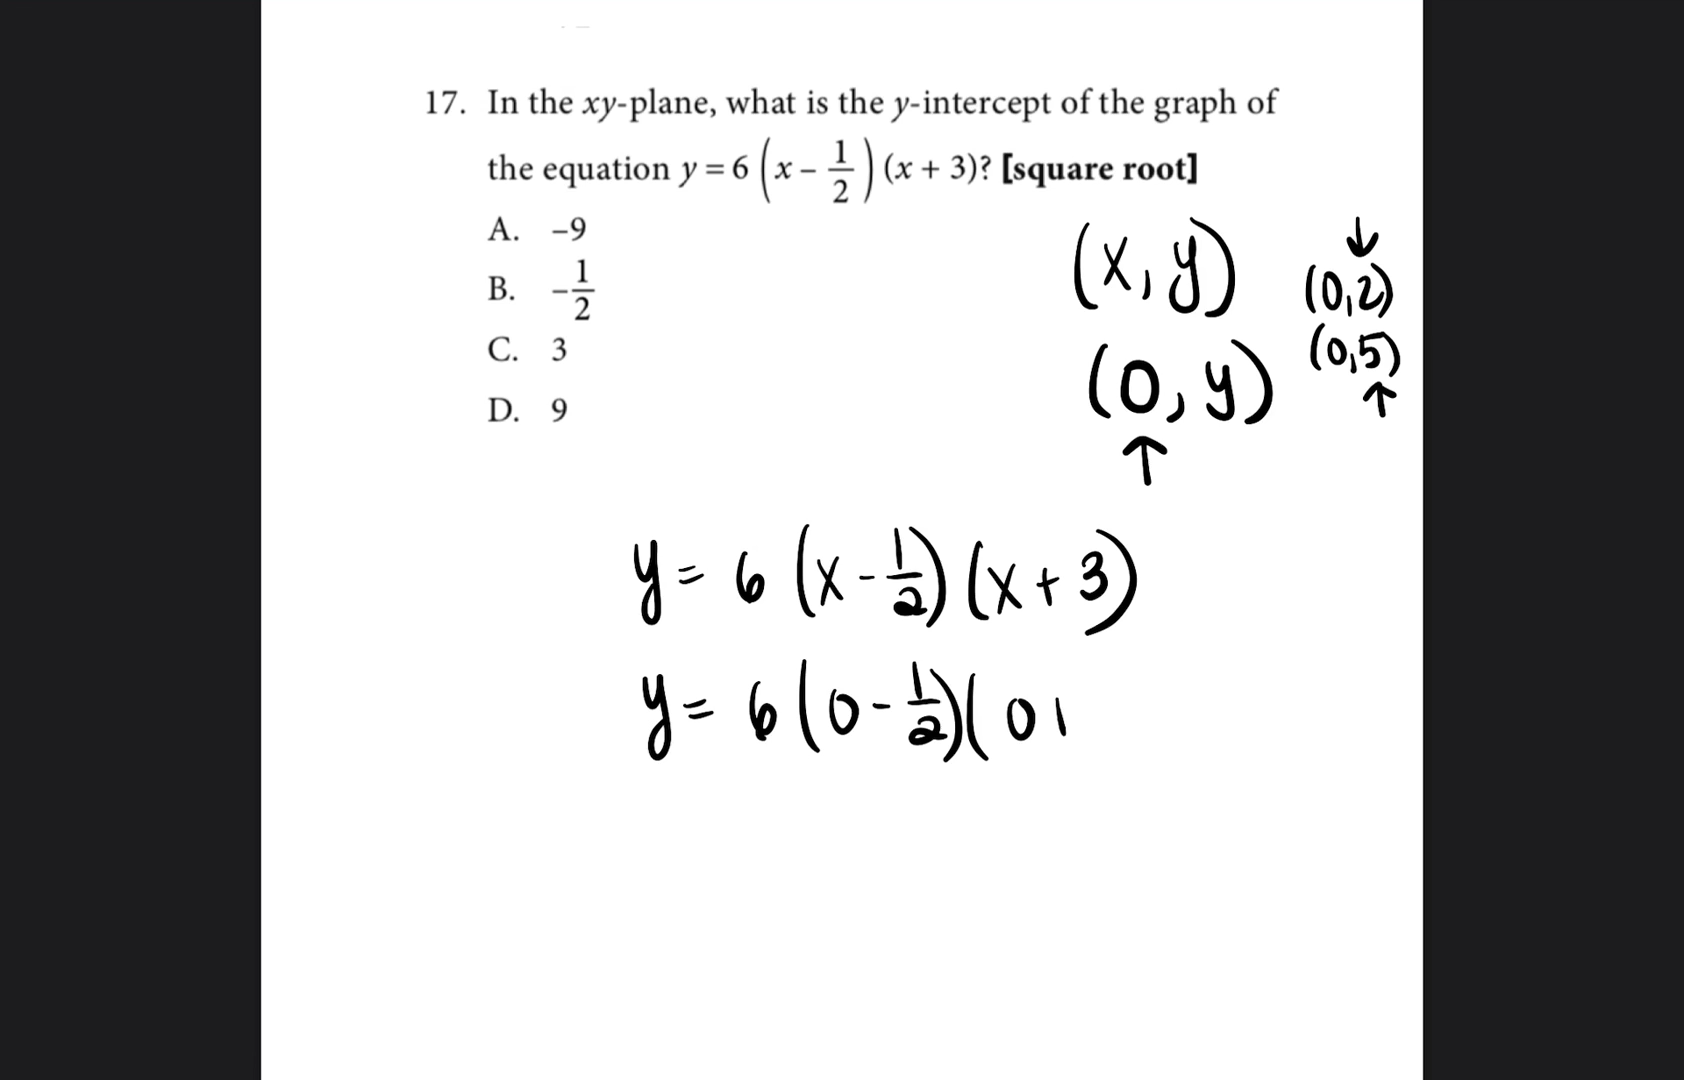 17. In the xy-plane, what is the y-intercept of the graph of
the equation y = 6 (x − 1/2) (x + 3)? [square root]
A. −9
B. −1/2
C. 3
D. 9
(x, y)
↓
(0,2)
(0, y)
(0,5)
↑
↑
y = 6 (x - 1/2) (x + 3)
y = 6 (0 - 1/2) ( 0 ı